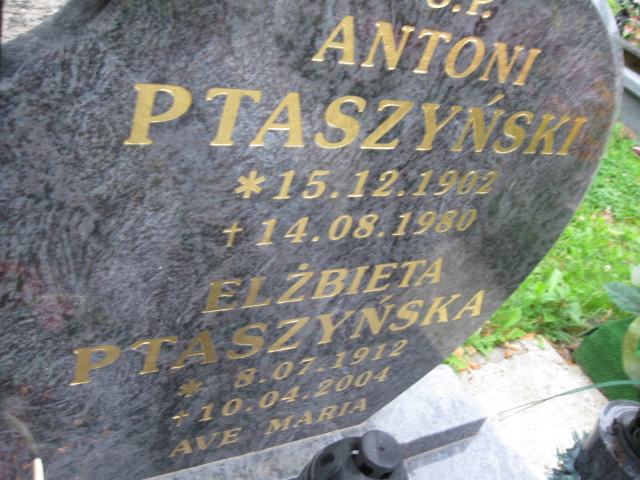 Ś.P.
ANTONI
PTASZYŃSKI
* 15.12.1902
† 14.08.1980
ELŻBIETA
PTASZYŃSKA
* 8.07.1912
† 10.04.2004
AVE MARIA